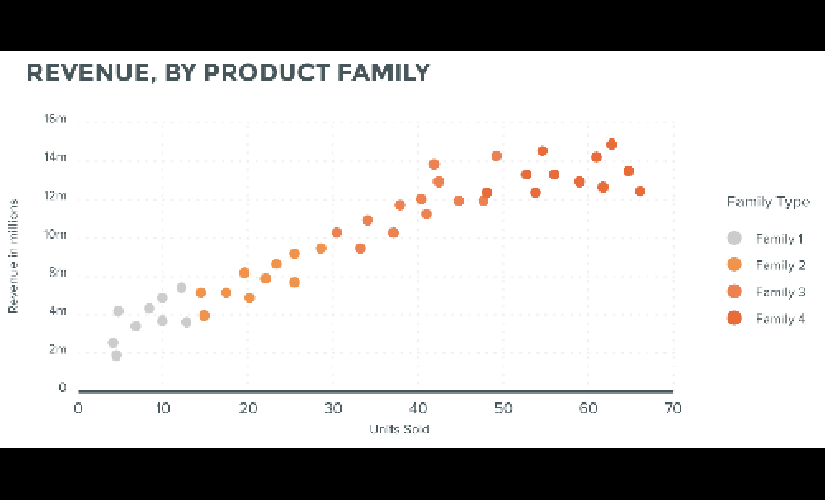 REVENUE, BY PRODUCT FAMILY
16m
14m
12m
10m
8m
4m
2m
0
Revenue in millions
0 10 20 30 40 50 60 70
Units Sold
Family Type
Family 1
Family 2
Family 3
Family 4